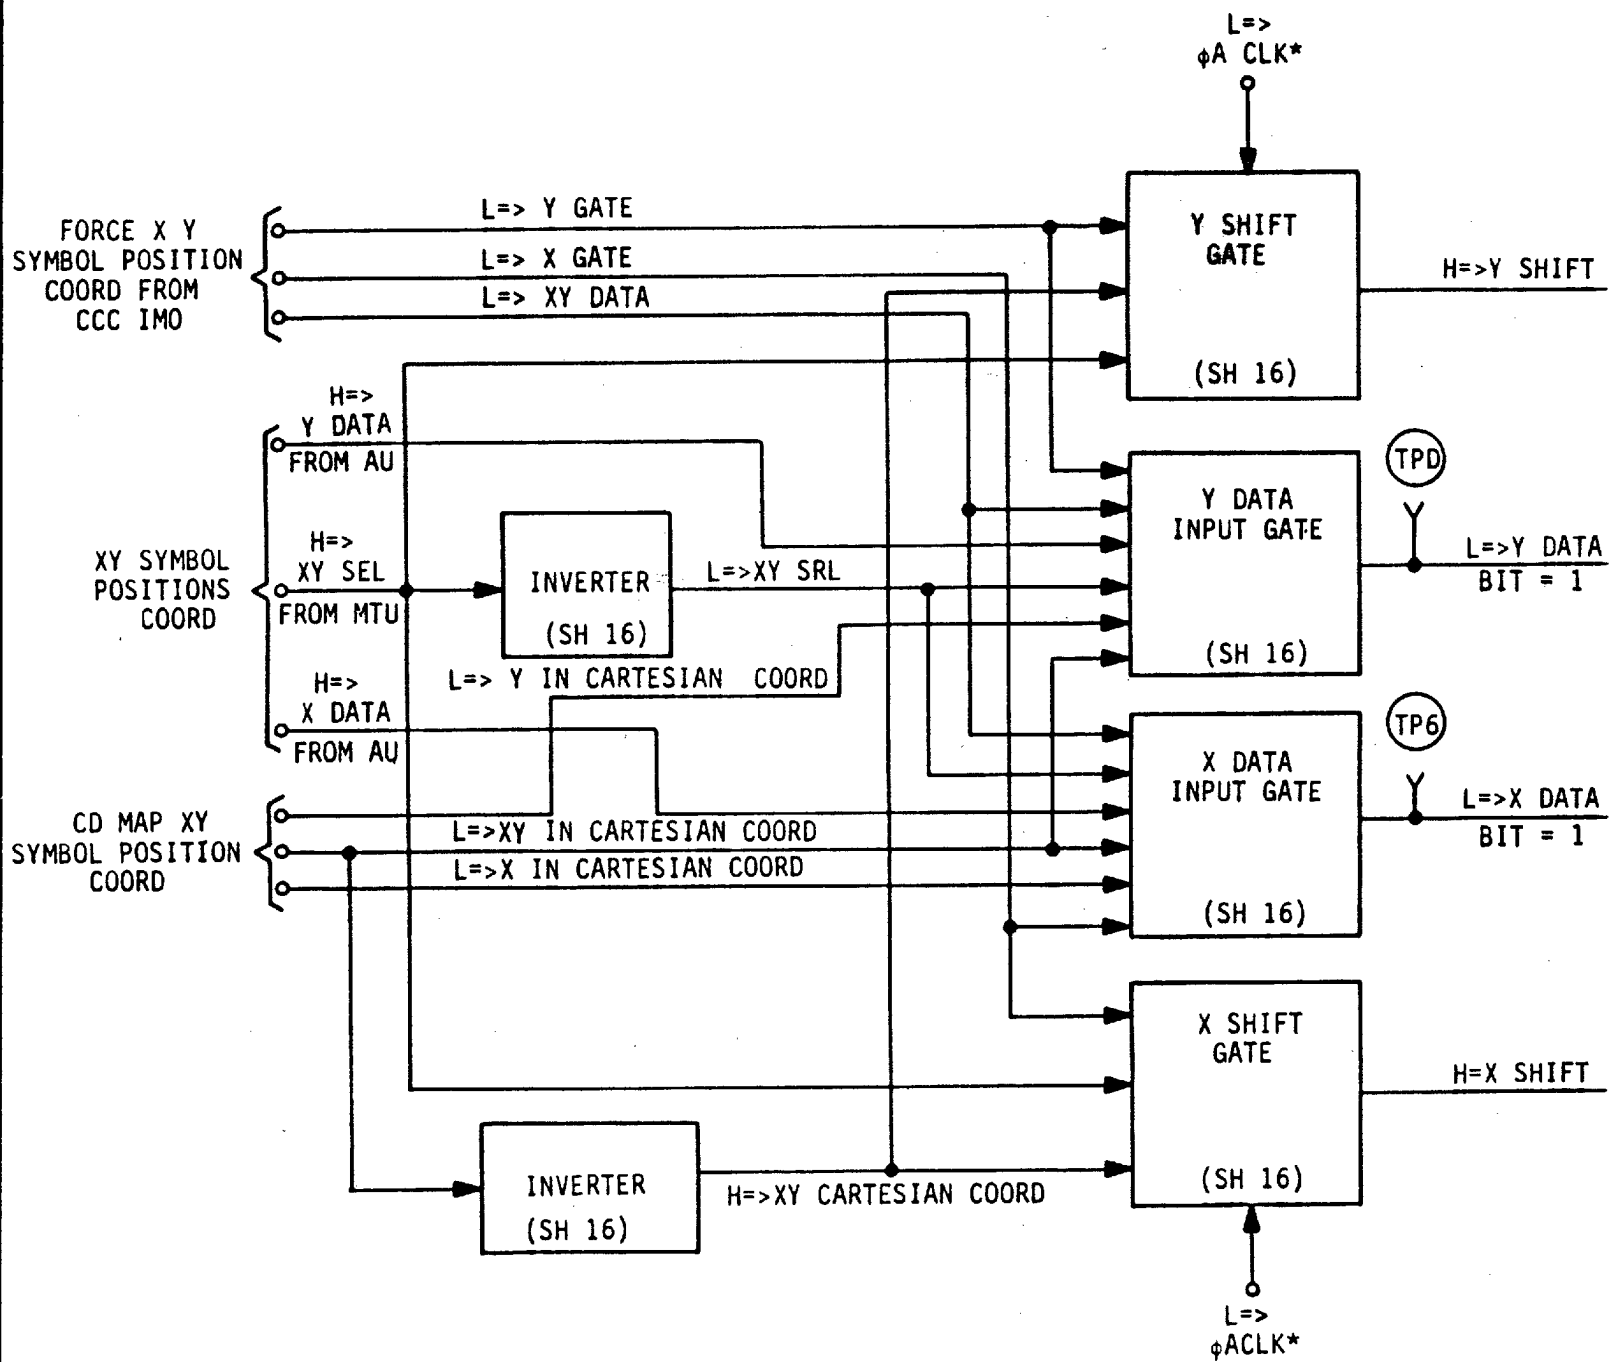 L=>
φA CLK*
FORCE X Y
SYMBOL POSITION
COORD FROM
CCC IMO
L=> Y GATE
L=> X GATE
L=> XY DATA
Y SHIFT
GATE
(SH 16)
H=>Y SHIFT
H=>
Y DATA
FROM AU
XY SYMBOL
POSITIONS
COORD
H=>
XY SEL
FROM MTU
INVERTER
(SH 16)
L=>XY SRL
Y DATA
INPUT GATE
(SH 16)
TPD
L=>Y DATA
BIT = 1
L=> Y IN CARTESIAN COORD
H=>
X DATA
FROM AU
X DATA
INPUT GATE
(SH 16)
TP6
L=>X DATA
BIT = 1
CD MAP XY
SYMBOL POSITION
COORD
L=>XY IN CARTESIAN COORD
L=>X IN CARTESIAN COORD
X SHIFT
GATE
(SH 16)
H=X SHIFT
INVERTER
(SH 16)
H=>XY CARTESIAN COORD
L=>
φACLK*